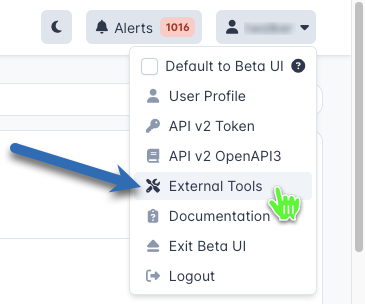 Alerts 1016
Default to Beta UI ?
User Profile
API v2 Token
API v2 OpenAPI3
External Tools
Documentation
Exit Beta UI
Logout